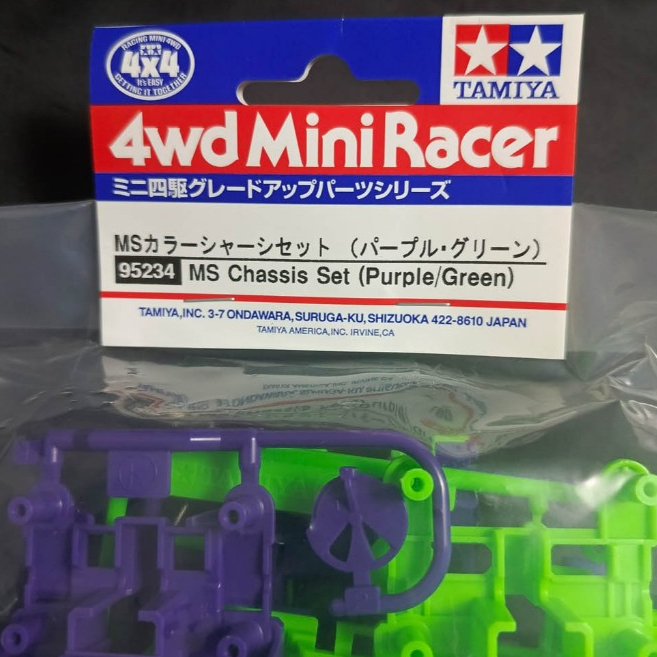 RACING MINI 4WD
4x4
It's EASY
GETTING IT TOGETHER
TAMIYA
4wd Mini Racer
ミニ四駆グレードアップパーツシリーズ
MSカラーシャーシセット （パープル・グリーン）
95234 MS Chassis Set (Purple/Green)
TAMIYA,INC. 3-7 ONDAWARA, SURUGA-KU, SHIZUOKA 422-8610 JAPAN
TAMIYA AMERICA,INC. IRVINE,CA